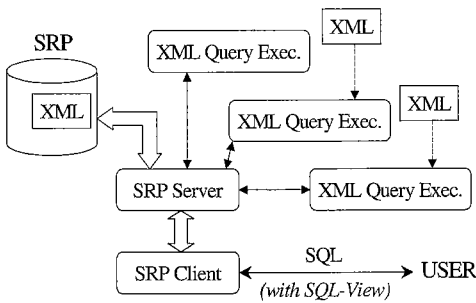 SRP
XML
XML Query Exec.
XML
XML Query Exec.
XML
XML Query Exec.
SRP Server
SRP Client
SQL
(with SQL-View)
USER